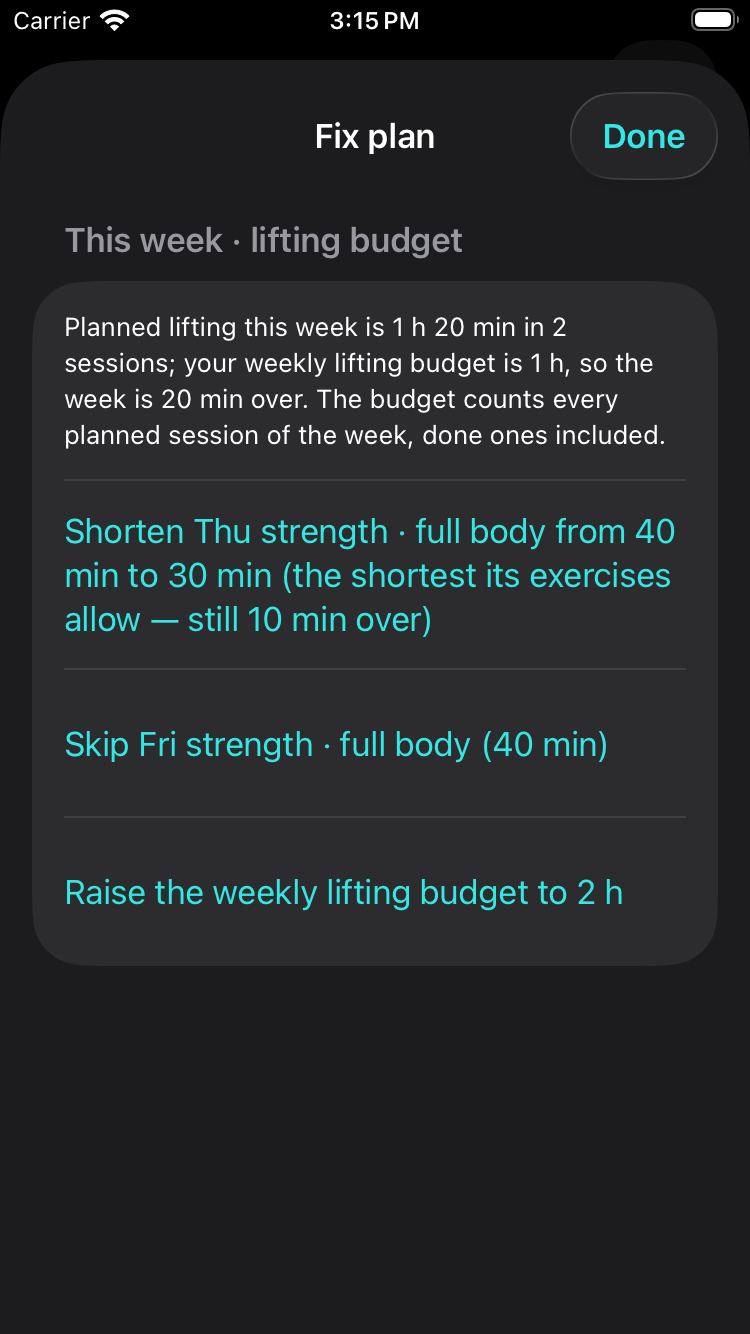 Carrier
3:15 PM
Fix plan
Done
This week · lifting budget
Planned lifting this week is 1 h 20 min in 2
sessions; your weekly lifting budget is 1 h, so the
week is 20 min over. The budget counts every
planned session of the week, done ones included.
Shorten Thu strength · full body from 40
min to 30 min (the shortest its exercises
allow — still 10 min over)
Skip Fri strength · full body (40 min)
Raise the weekly lifting budget to 2 h